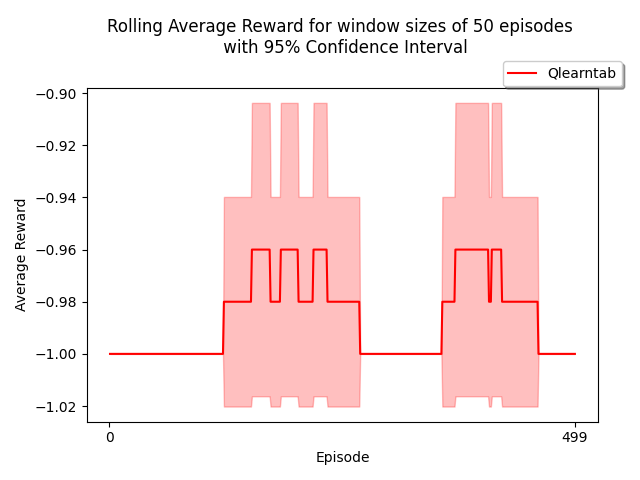 Rolling Average Reward for window sizes of 50 episodes
with 95% Confidence Interval
Qlearntab
−0.90
−0.92
−0.94
−0.96
−0.98
−1.00
−1.02
Average Reward
0
499
Episode